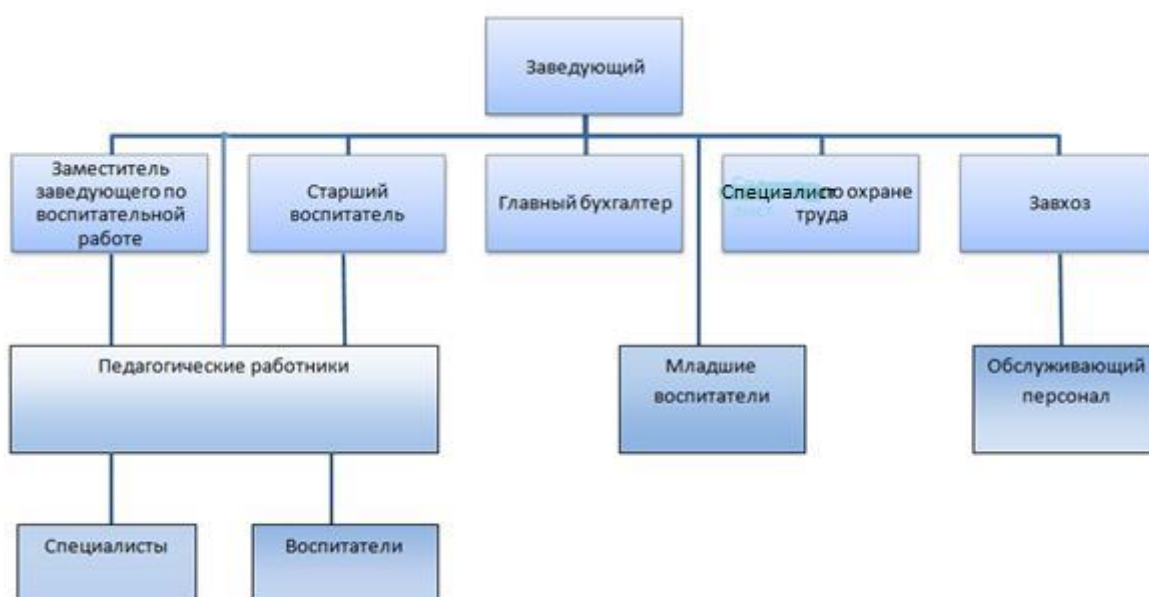 Заведующий
Заместитель
заведующего по
воспитательной
работе
Старший
воспитатель
Главный бухгалтер
Специалист по охране
труда
Завхоз
Педагогические работники
Младшие
воспитатели
Обслуживающий
персонал
Специалисты
Воспитатели